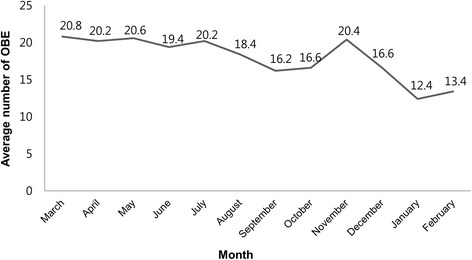 Average number of OBE
25
20
15
10
5
0
20.8
20.2
20.6
19.4
20.2
18.4
16.2
16.6
20.4
16.6
12.4
13.4
March
April
May
June
July
August
September
October
November
December
January
February
Month